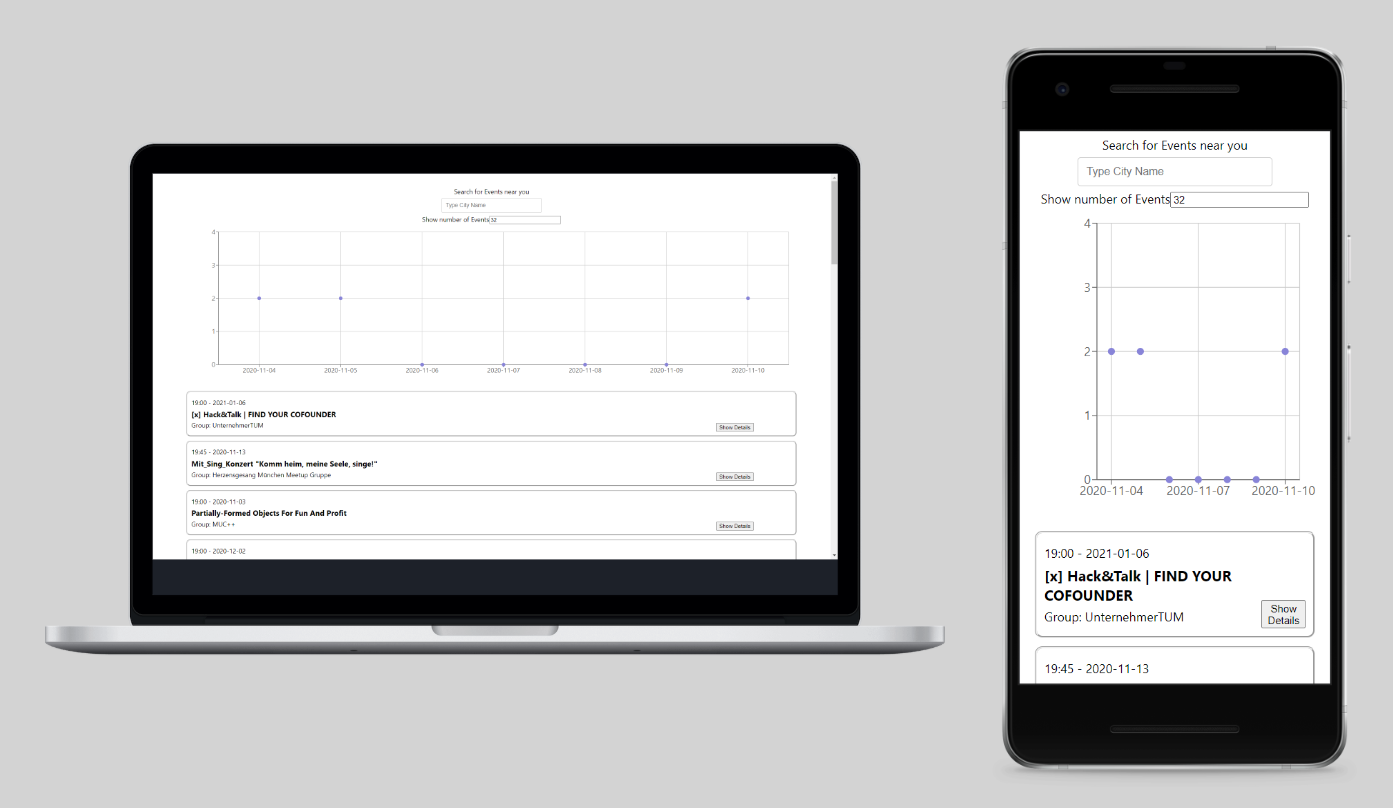 Search for Events near you
Type City Name
Show number of Events 32
4
3
2
1
0
2020-11-04 2020-11-05 2020-11-06 2020-11-07 2020-11-08 2020-11-09 2020-11-10
19:00 - 2021-01-06
[x] Hack&Talk | FIND YOUR COFOUNDER
Group: UnternehmerTUM
Show Details
19:45 - 2020-11-13
Mit_Sing_Konzert "Komm heim, meine Seele, singe!"
Group: Herzensgesang München Meetup Gruppe
Show Details
19:00 - 2020-11-03
Partially-Formed Objects For Fun And Profit
Group: MUC++
Show Details
19:00 - 2020-12-02
Search for Events near you
Type City Name
Show number of Events 32
4
3
2
1
0
2020-11-04 2020-11-07 2020-11-10
19:00 - 2021-01-06
[x] Hack&Talk | FIND YOUR
COFOUNDER
Group: UnternehmerTUM
Show
Details
19:45 - 2020-11-13